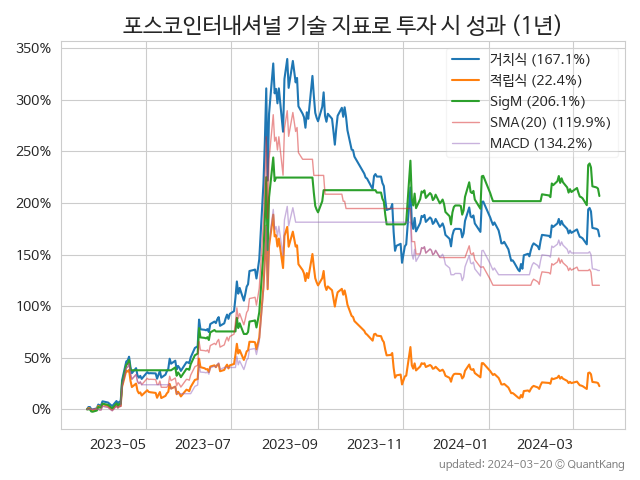 포스코인터내셔널 기술 지표로 투자 시 성과 (1년)
350%
300%
250%
200%
150%
100%
50%
0%
거치식 (167.1%)
적립식 (22.4%)
SigM (206.1%)
SMA(20) (119.9%)
MACD (134.2%)
2023-05 2023-07 2023-09 2023-11 2024-01 2024-03
updated: 2024-03-20 © QuantKang